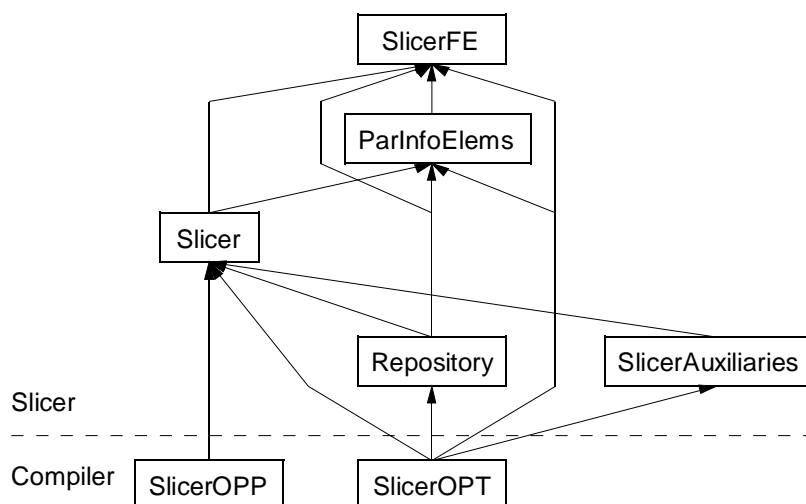 SlicerFE
ParInfoElems
Slicer
Repository
SlicerAuxiliaries
Slicer
Compiler
SlicerOPP
SlicerOPT